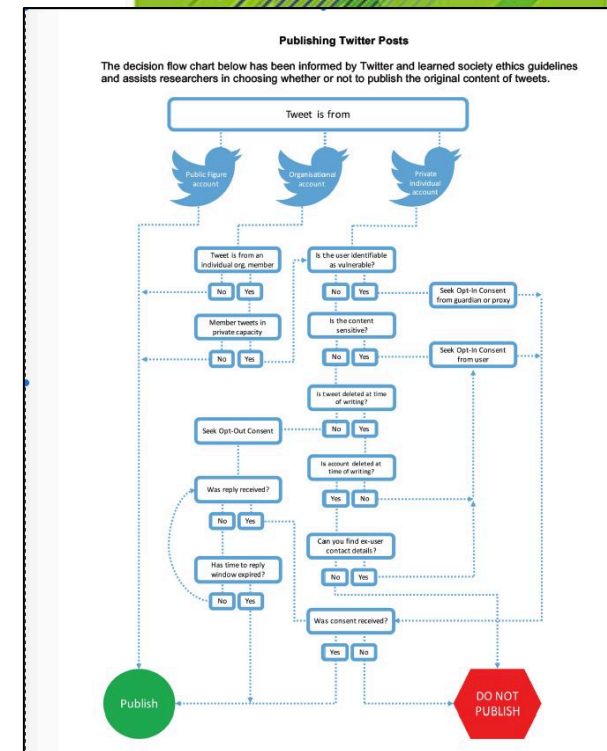 Publishing Twitter Posts
The decision flow chart below has been informed by Twitter and learned society ethics guidelines
and assists researchers in choosing whether or not to publish the original content of tweets.
Tweet is from
Public Figure
account
Organisational
account
Private
individual
account
Tweet is from an
individual org. member
No
Yes
Is the user identifiable
as vulnerable?
No
Yes
Seek Opt-In Consent
from guardian or proxy
Member tweets in
private capacity
No
Yes
Is the content
sensitive?
No
Yes
Seek Opt-In Consent
from user
Is tweet deleted at time
of writing?
No
Yes
Seek Opt-Out Consent
Is account deleted at
time of writing?
Yes
No
Was reply received?
No
Yes
Can you find ex-user
contact details?
No
Yes
Has time to reply
window expired?
No
Yes
Was consent received?
Yes
No
Publish
DO NOT
PUBLISH